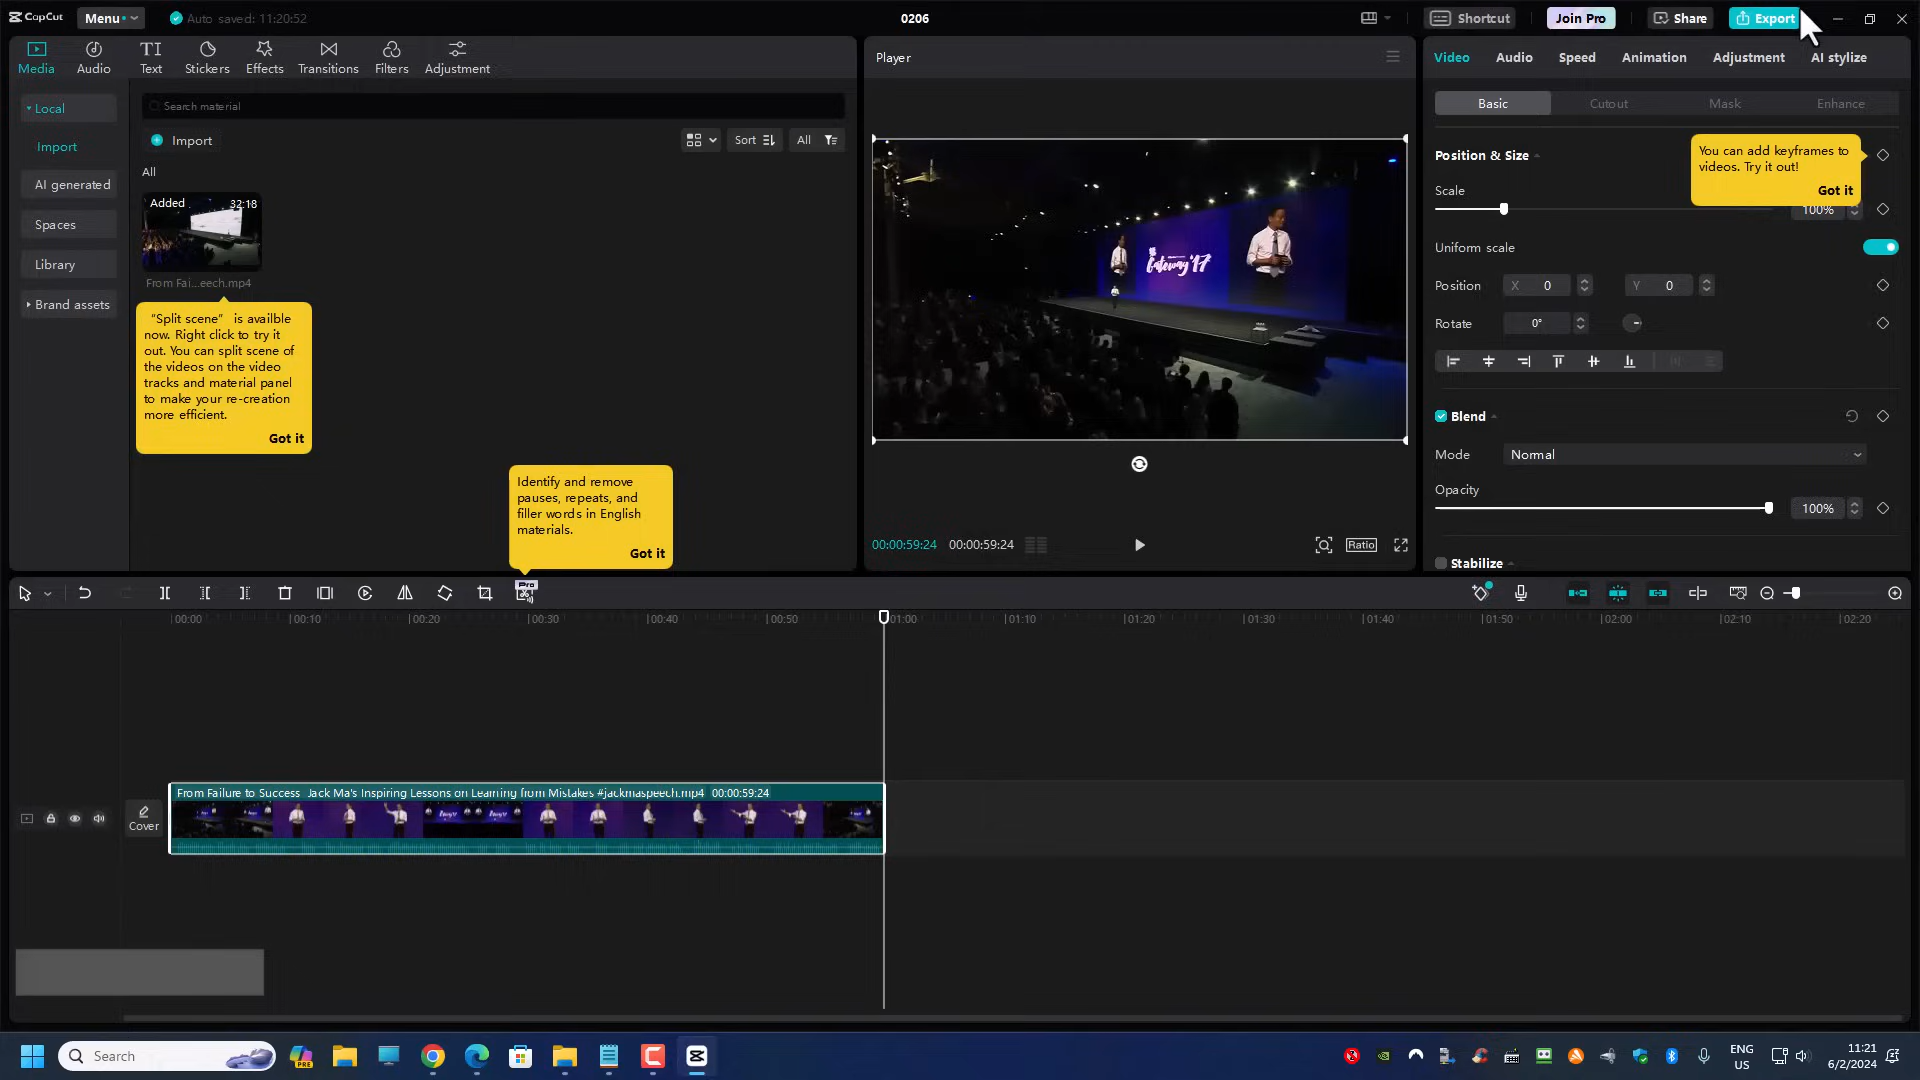 CapCut
Menu
Auto saved: 11:20:52
0206
Shortcut
Join Pro
Share
Export
Media
Audio
Text
Stickers
Effects
Transitions
Filters
Adjustment
Local
Import
AI generated
Spaces
Library
Brand assets
Search material
Import
Sort
All
All
Added
32:18
From Fai...eech.mp4
“Split scene” is availble
now. Right click to try it
out. You can split scene of
the videos on the video
tracks and material panel
to make your re-creation
more efficient.
Got it
Identify and remove
pauses, repeats, and
filler words in English
materials.
Got it
Player
Gateway '17
00:00:59:24
00:00:59:24
Ratio
Video
Audio
Speed
Animation
Adjustment
AI stylize
Basic
Cutout
Mask
Enhance
Position & Size
You can add keyframes to
videos. Try it out!
Got it
Scale
100%
Uniform scale
Position
X 0
Y 0
Rotate
0°
Blend
Mode
Normal
Opacity
100%
Stabilize
Pro
00:00
00:10
00:20
00:30
00:40
00:50
01:00
01:10
01:20
01:30
01:40
01:50
02:00
02:10
02:20
Cover
From Failure to Success Jack Ma's Inspiring Lessons on Learning from Mistakes #jackmaspeech.mp4 00:00:59:24
Search
PRE
ENG
US
11:21
6/2/2024